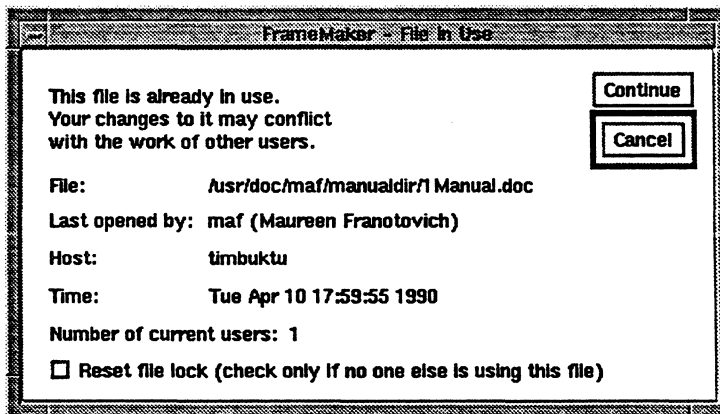 FrameMaker - File in Use
This file is already in use.
Your changes to it may conflict
with the work of other users.
Continue
Cancel
File: /usr/doc/maf/manualdir/1Manual.doc
Last opened by: maf (Maureen Franotovich)
Host: timbuktu
Time: Tue Apr 10 17:59:55 1990
Number of current users: 1
Reset file lock (check only if no one else is using this file)